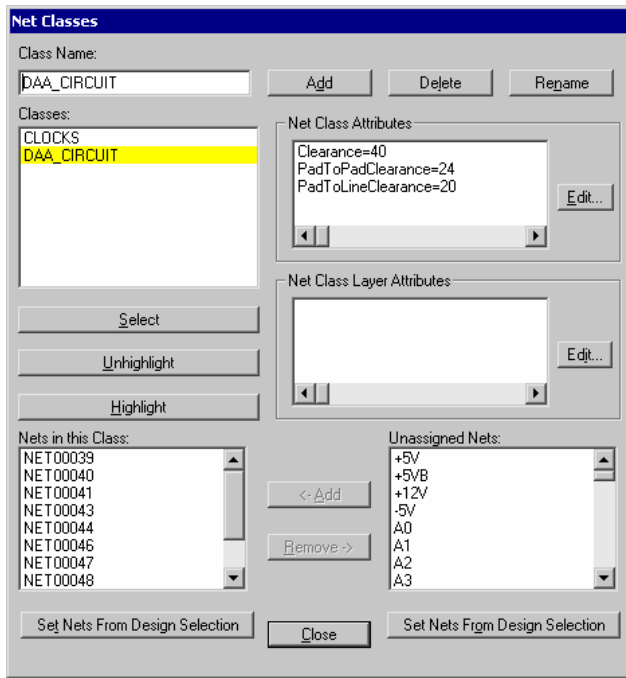 Net Classes
Class Name:
DAA_CIRCUIT
Add
Delete
Rename
Classes:
CLOCKS
DAA_CIRCUIT
Net Class Attributes
Clearance=40
PadToPadClearance=24
PadToLineClearance=20
Edit...
Net Class Layer Attributes
Edit...
Select
Unhighlight
Highlight
Nets in this Class:
NET00039
NET00040
NET00041
NET00043
NET00044
NET00046
NET00047
NET00048
<- Add
Remove ->
Unassigned Nets:
+5V
+5VB
+12V
-5V
A0
A1
A2
A3
Set Nets From Design Selection
Close
Set Nets From Design Selection